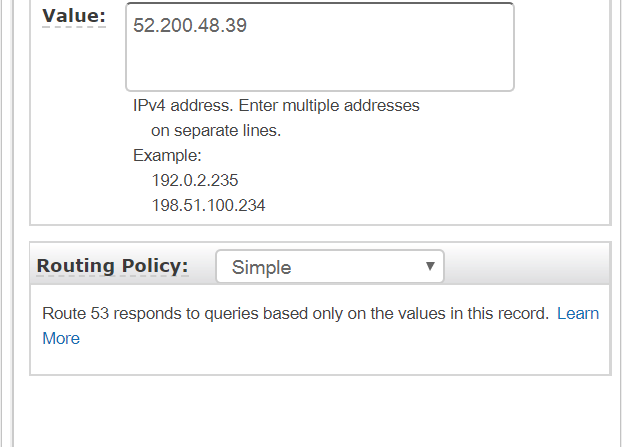 Value:
52.200.48.39
IPv4 address. Enter multiple addresses
on separate lines.
Example:
192.0.2.235
198.51.100.234
Routing Policy:
Simple
Route 53 responds to queries based only on the values in this record. Learn
More